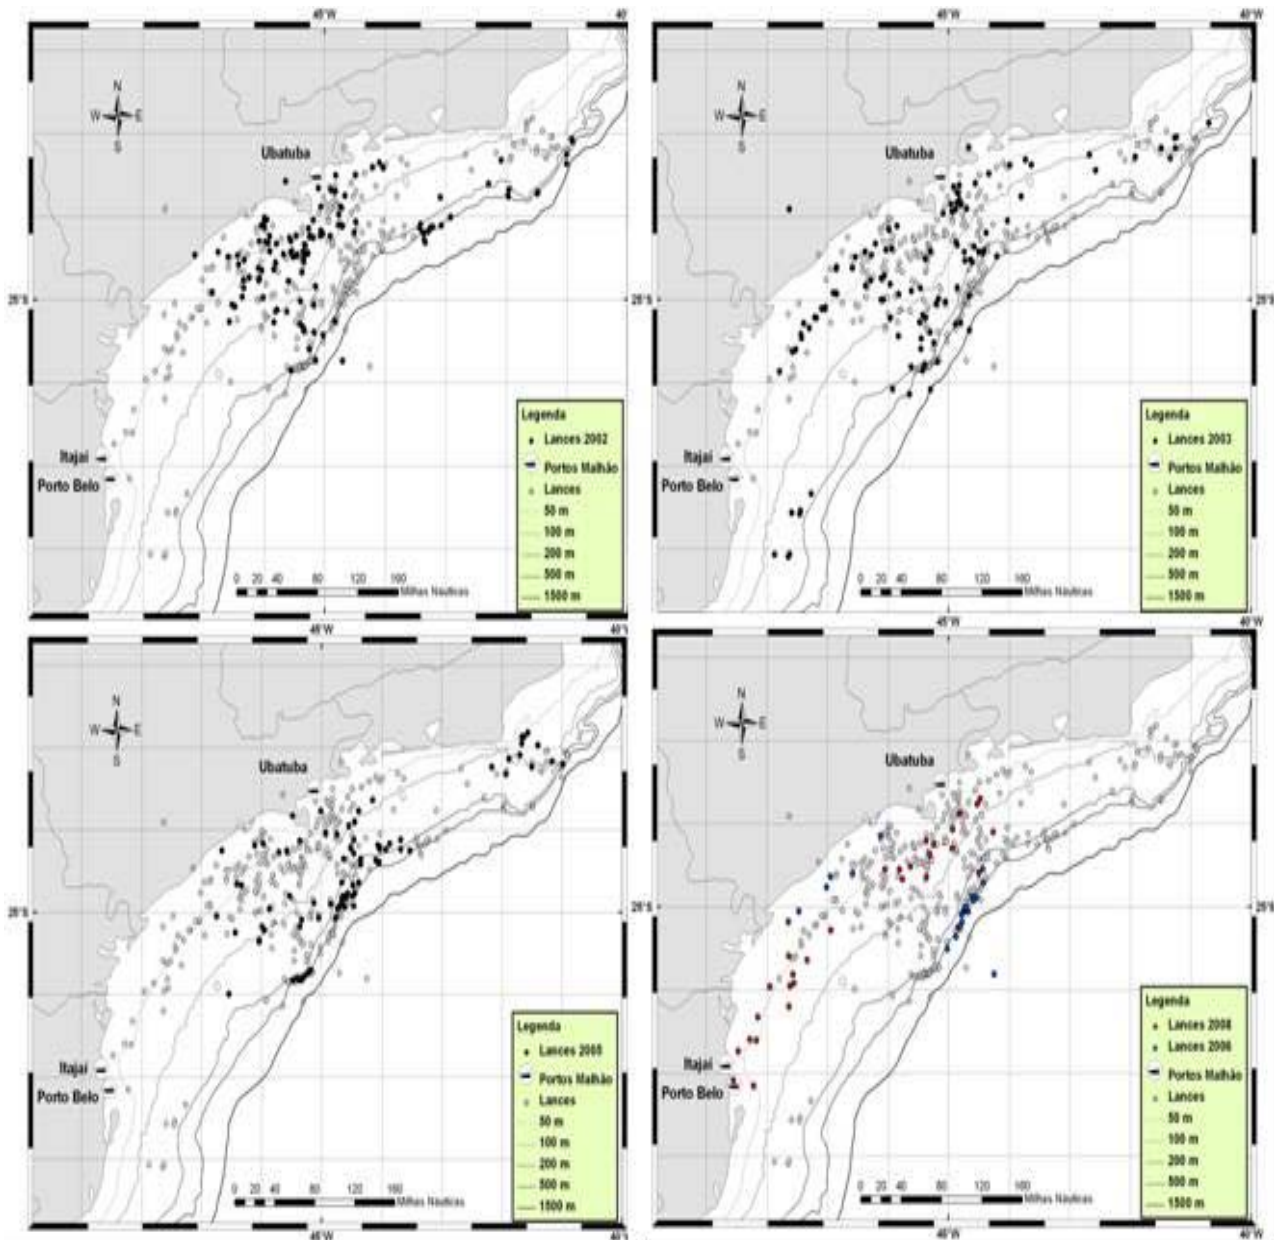 45°W
N
W E
S
Ubatuba
25°S
Itajaí
Porto Belo
Legenda
Lances 2002
Portos Malhão
Lances
50 m
100 m
200 m
500 m
1500 m
0 20 40 80 120 160
Milhas Náuticas
45°W
40°W
N
W E
S
Ubatuba
25°S
Itajaí
Porto Belo
Legenda
Lances 2003
Portos Malhão
Lances
50 m
100 m
200 m
500 m
1500 m
0 20 40 80 120 160
Milhas Náuticas
45°W
N
W E
S
Ubatuba
25°S
Itajaí
Porto Belo
Legenda
Lances 2005
Portos Malhão
Lances
50 m
100 m
200 m
500 m
1500 m
0 20 40 80 120 160
Milhas Náuticas
45°W
45°W
40°W
N
W E
S
Ubatuba
25°S
Itajaí
Porto Belo
Legenda
Lances 2008
Lances 2006
Portos Malhão
Lances
50 m
100 m
200 m
500 m
1500 m
0 20 40 80 120 160
Milhas Náuticas
45°W
40°W